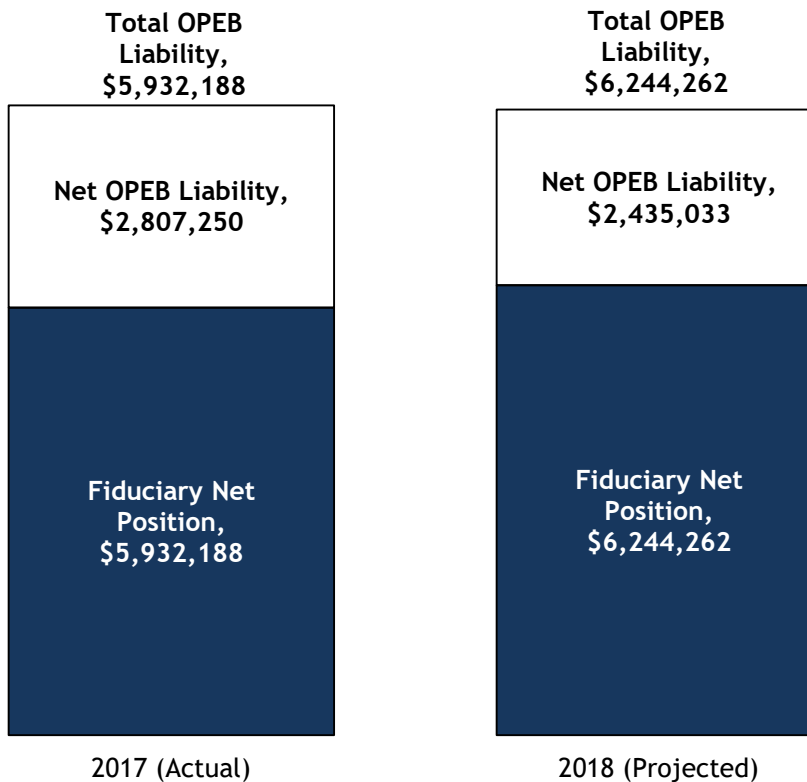 Total OPEB
Liability,
$5,932,188
Net OPEB Liability,
$2,807,250
Fiduciary Net
Position,
$5,932,188
2017 (Actual)
Total OPEB
Liability,
$6,244,262
Net OPEB Liability,
$2,435,033
Fiduciary Net
Position,
$6,244,262
2018 (Projected)